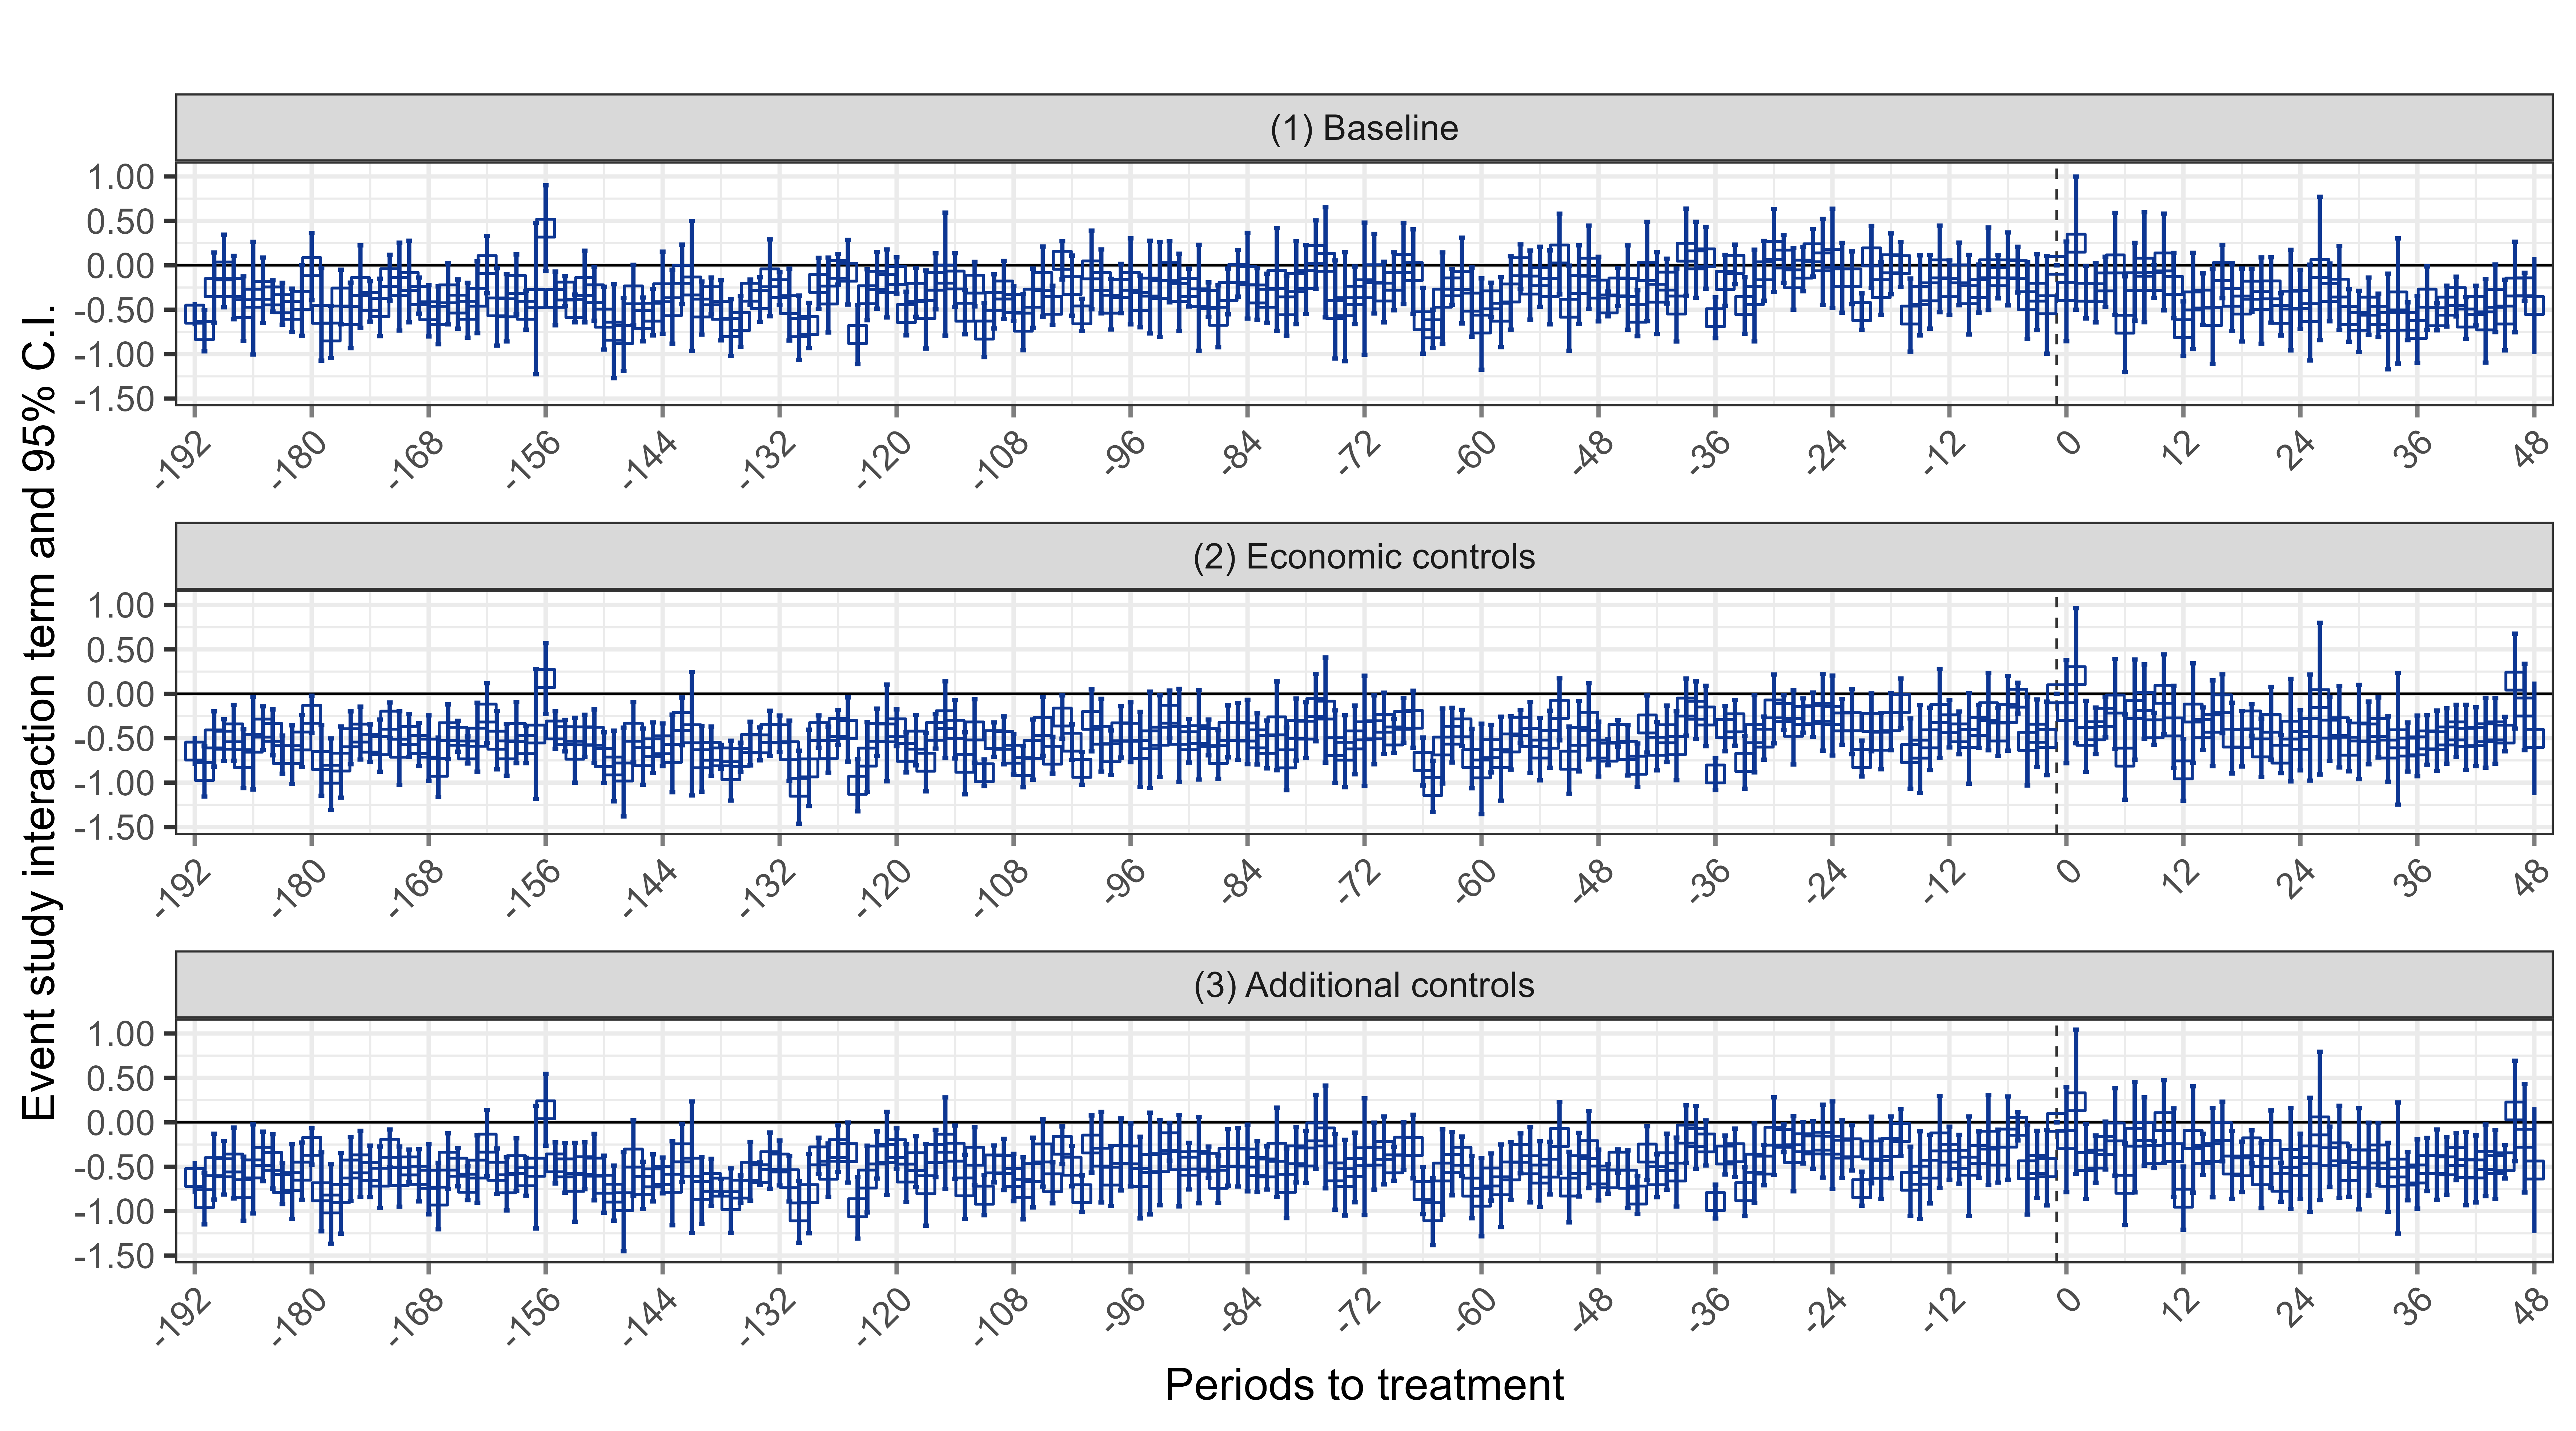 (1) Baseline
1.00
0.50
0.00
-0.50
-1.00
-1.50
-192 -180 -168 -156 -144 -132 -120 -108 -96 -84 -72 -60 -48 -36 -24 -12 0 12 24 36 48
(2) Economic controls
1.00
0.50
0.00
-0.50
-1.00
-1.50
-192 -180 -168 -156 -144 -132 -120 -108 -96 -84 -72 -60 -48 -36 -24 -12 0 12 24 36 48
(3) Additional controls
1.00
0.50
0.00
-0.50
-1.00
-1.50
-192 -180 -168 -156 -144 -132 -120 -108 -96 -84 -72 -60 -48 -36 -24 -12 0 12 24 36 48
Periods to treatment
Event study interaction term and 95% C.I.